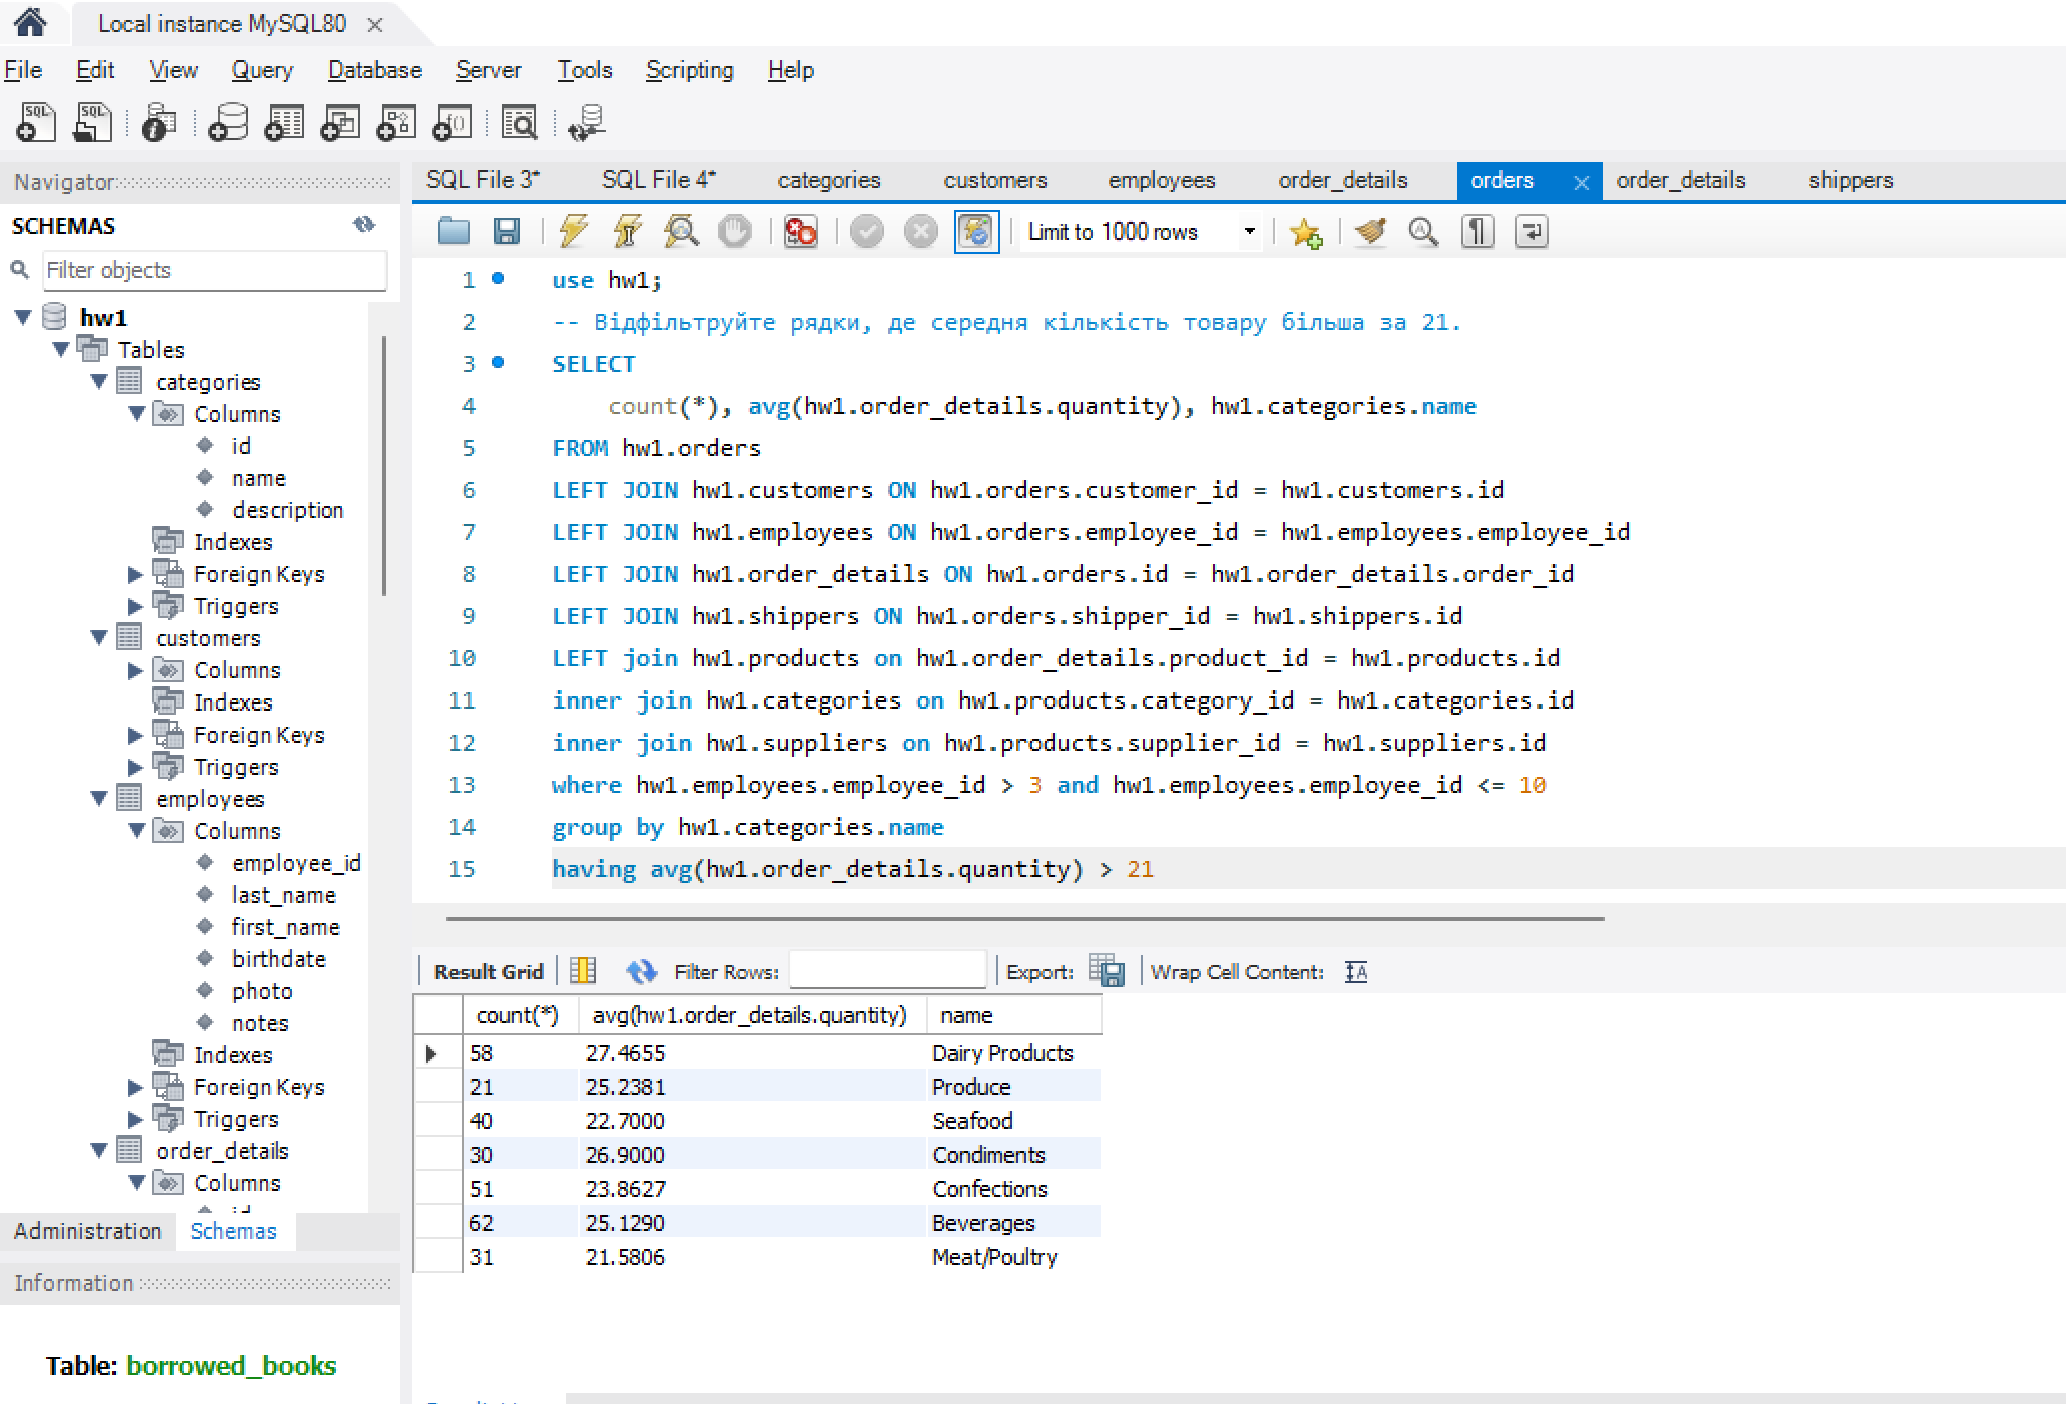 Local instance MySQL80
File Edit View Query Database Server Tools Scripting Help
Navigator
SCHEMAS
Filter objects
hw1
Tables
categories
Columns
id
name
description
Indexes
Foreign Keys
Triggers
customers
Columns
Indexes
Foreign Keys
Triggers
employees
Columns
employee_id
last_name
first_name
birthdate
photo
notes
Indexes
Foreign Keys
Triggers
order_details
Columns
Administration Schemas
Information
Table: borrowed_books
SQL File 3* SQL File 4* categories customers employees order_details orders order_details shippers
Limit to 1000 rows
1 use hw1;
2 -- Відфільтруйте рядки, де середня кількість товару більша за 21.
3 SELECT
4 count(*), avg(hw1.order_details.quantity), hw1.categories.name
5 FROM hw1.orders
6 LEFT JOIN hw1.customers ON hw1.orders.customer_id = hw1.customers.id
7 LEFT JOIN hw1.employees ON hw1.orders.employee_id = hw1.employees.employee_id
8 LEFT JOIN hw1.order_details ON hw1.orders.id = hw1.order_details.order_id
9 LEFT JOIN hw1.shippers ON hw1.orders.shipper_id = hw1.shippers.id
10 LEFT join hw1.products on hw1.order_details.product_id = hw1.products.id
11 inner join hw1.categories on hw1.products.category_id = hw1.categories.id
12 inner join hw1.suppliers on hw1.products.supplier_id = hw1.suppliers.id
13 where hw1.employees.employee_id > 3 and hw1.employees.employee_id <= 10
14 group by hw1.categories.name
15 having avg(hw1.order_details.quantity) > 21
Result Grid Filter Rows: Export: Wrap Cell Content:
count(*) avg(hw1.order_details.quantity) name
58 27.4655 Dairy Products
21 25.2381 Produce
40 22.7000 Seafood
30 26.9000 Condiments
51 23.8627 Confections
62 25.1290 Beverages
31 21.5806 Meat/Poultry